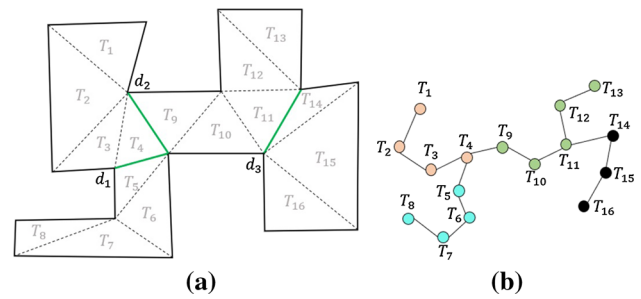 T₁
T₁₃
d₂
T₂
T₁₂
T₉
T₁₁
T₁₄
T₃
T₄
T₁₀
d₃
T₁₅
d₁
T₅
T₆
T₁₆
T₈
T₇
(a)
T₁
T₁₃
T₁₂
T₁₄
T₂
T₃
T₄
T₉
T₁₀
T₁₁
T₁₅
T₅
T₁₆
T₈
T₆
T₇
(b)